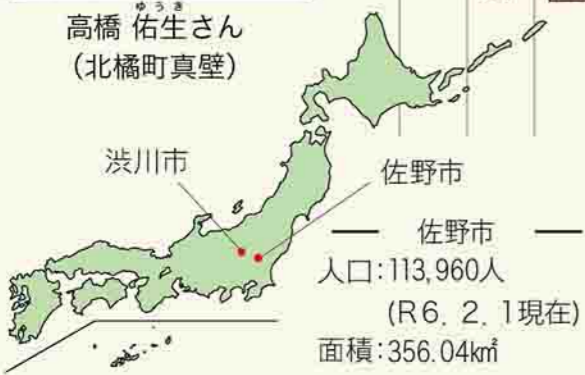 高橋 佑生さん
ゆうき
(北橘町真壁)
渋川市
佐野市
佐野市
人口:113,960人
(R6. 2. 1現在)
面積:356.04㎢